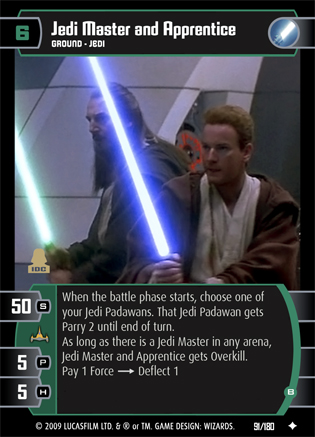 6
Jedi Master and Apprentice
GROUND - JEDI
IDC
50 S
When the battle phase starts, choose one of
your Jedi Padawans. That Jedi Padawan gets
Parry 2 until end of turn.
As long as there is a Jedi Master in any arena,
5 P
Jedi Master and Apprentice gets Overkill.
Pay 1 Force → Deflect 1
5 H
B
© 2009 LUCASFILM LTD. & ® or TM. GAME DESIGN: WIZARDS.
91/180